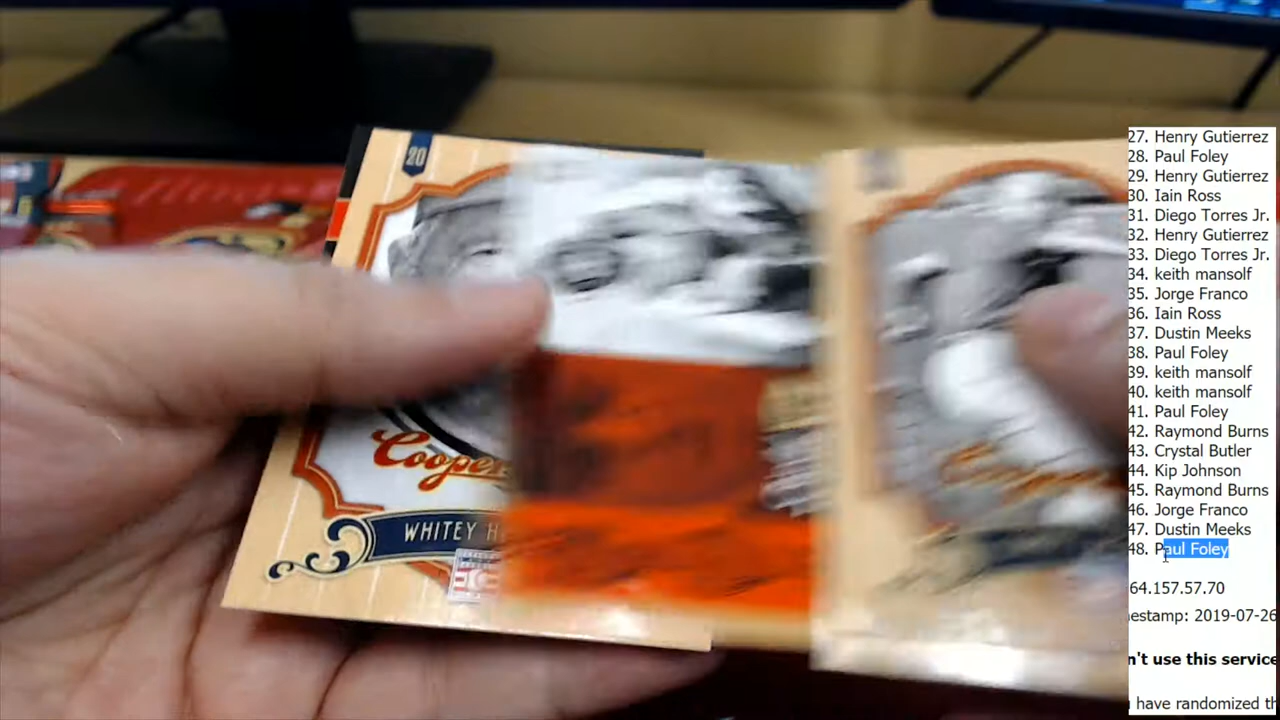 20
Cooper
WHITEY H
27. Henry Gutierrez
28. Paul Foley
29. Henry Gutierrez
30. Iain Ross
31. Diego Torres Jr.
32. Henry Gutierrez
33. Diego Torres Jr.
34. keith mansolf
35. Jorge Franco
36. Iain Ross
37. Dustin Meeks
38. Paul Foley
39. keith mansolf
40. keith mansolf
41. Paul Foley
42. Raymond Burns
43. Crystal Butler
44. Kip Johnson
45. Raymond Burns
46. Jorge Franco
47. Dustin Meeks
48. Paul Foley
64.157.57.70
nestamp: 2019-07-26
n't use this service
have randomized th